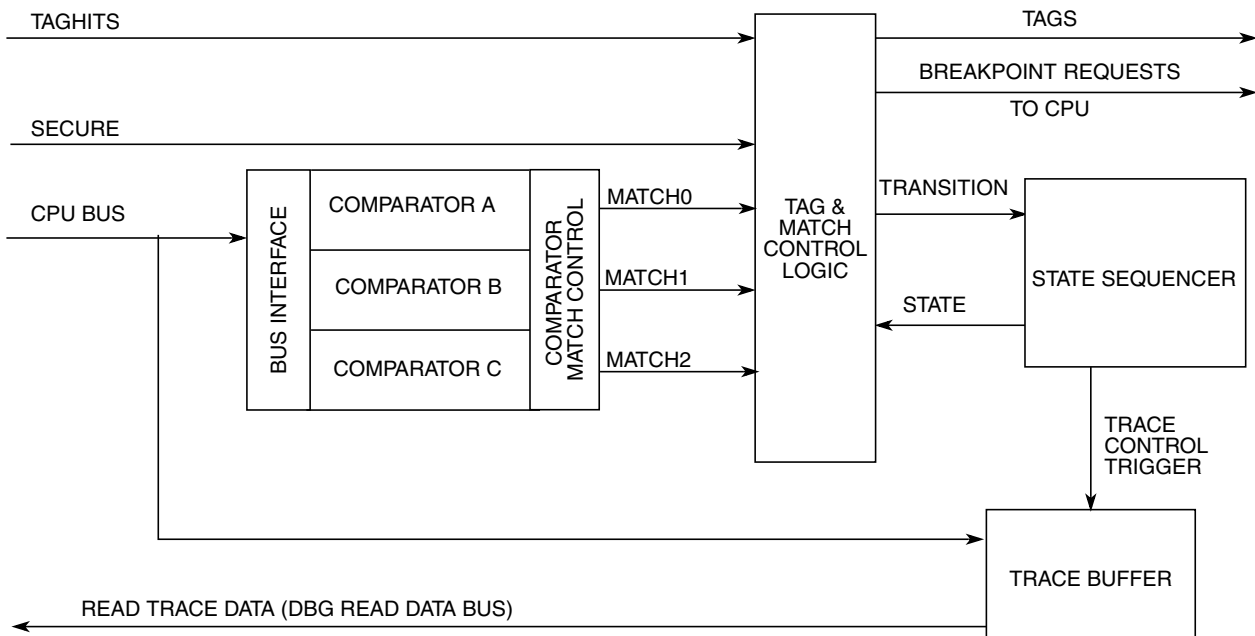 TAGHITS
TAGS
BREAKPOINT REQUESTS
TO CPU
SECURE
CPU BUS
BUS INTERFACE
COMPARATOR A
COMPARATOR B
COMPARATOR C
COMPARATOR
MATCH CONTROL
MATCH0
MATCH1
MATCH2
TAG &
MATCH
CONTROL
LOGIC
TRANSITION
STATE
STATE SEQUENCER
TRACE
CONTROL
TRIGGER
TRACE BUFFER
READ TRACE DATA (DBG READ DATA BUS)